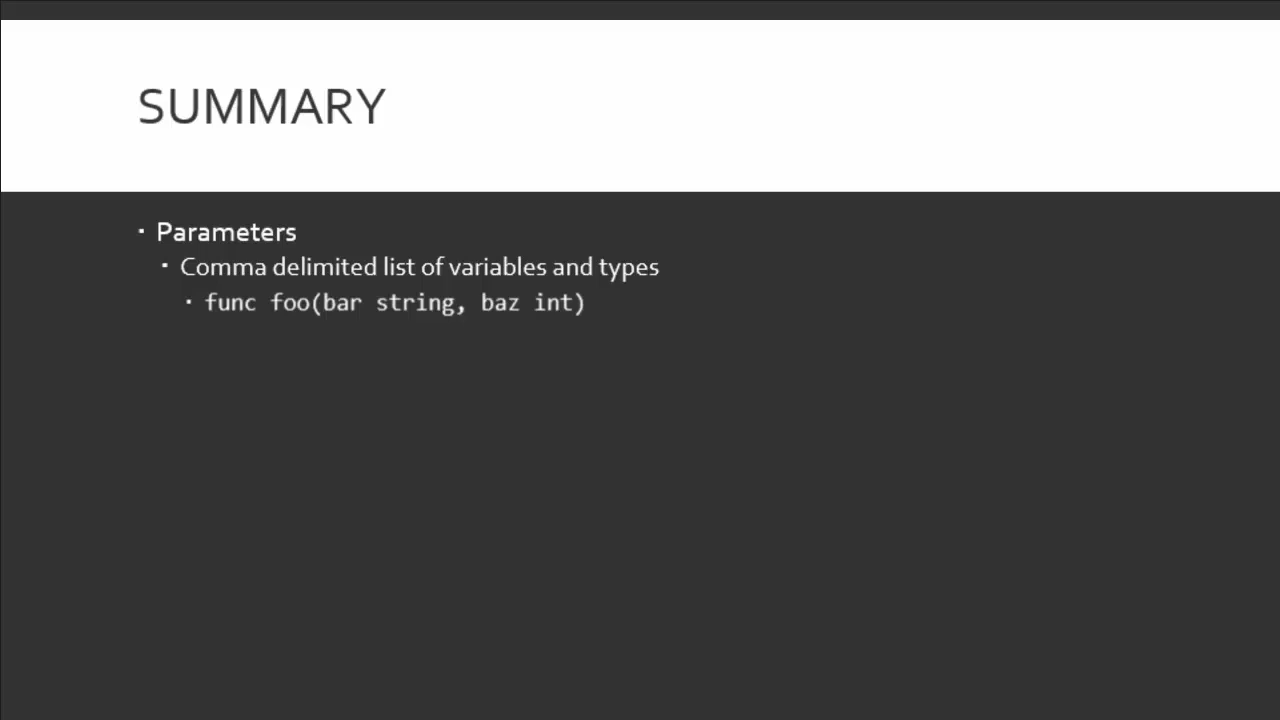 SUMMARY
Parameters
Comma delimited list of variables and types
func foo(bar string, baz int)